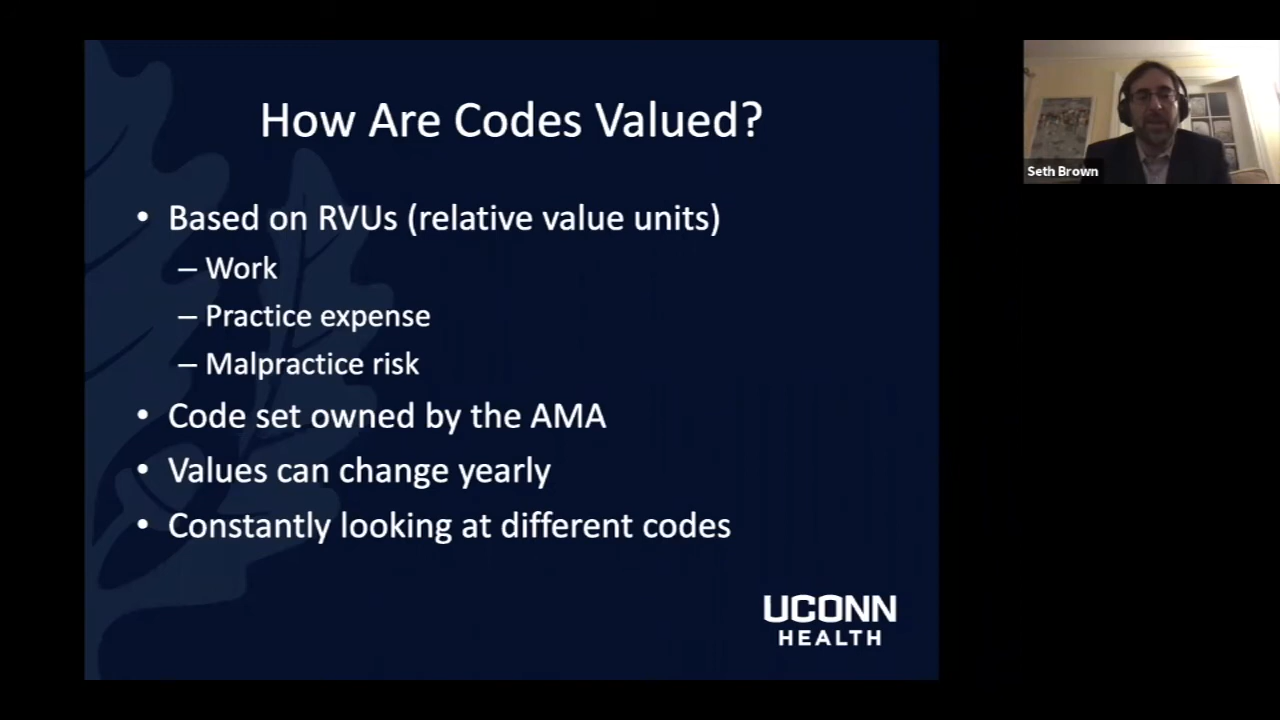 How Are Codes Valued?
• Based on RVUs (relative value units)
– Work
– Practice expense
– Malpractice risk
• Code set owned by the AMA
• Values can change yearly
• Constantly looking at different codes
UCONN
HEALTH
Seth Brown